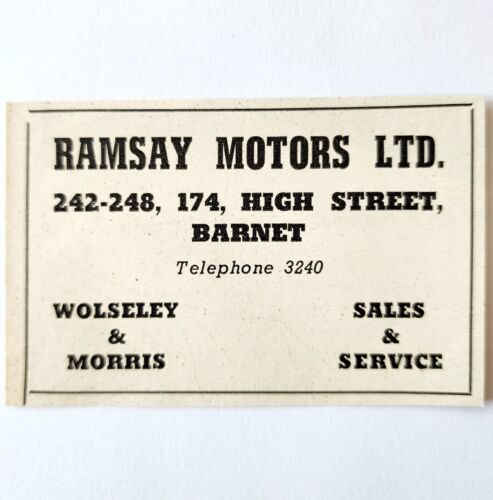 RAMSAY MOTORS LTD.
242-248, 174, HIGH STREET,
BARNET
Telephone 3240
WOLSELEY
&
MORRIS
SALES
&
SERVICE